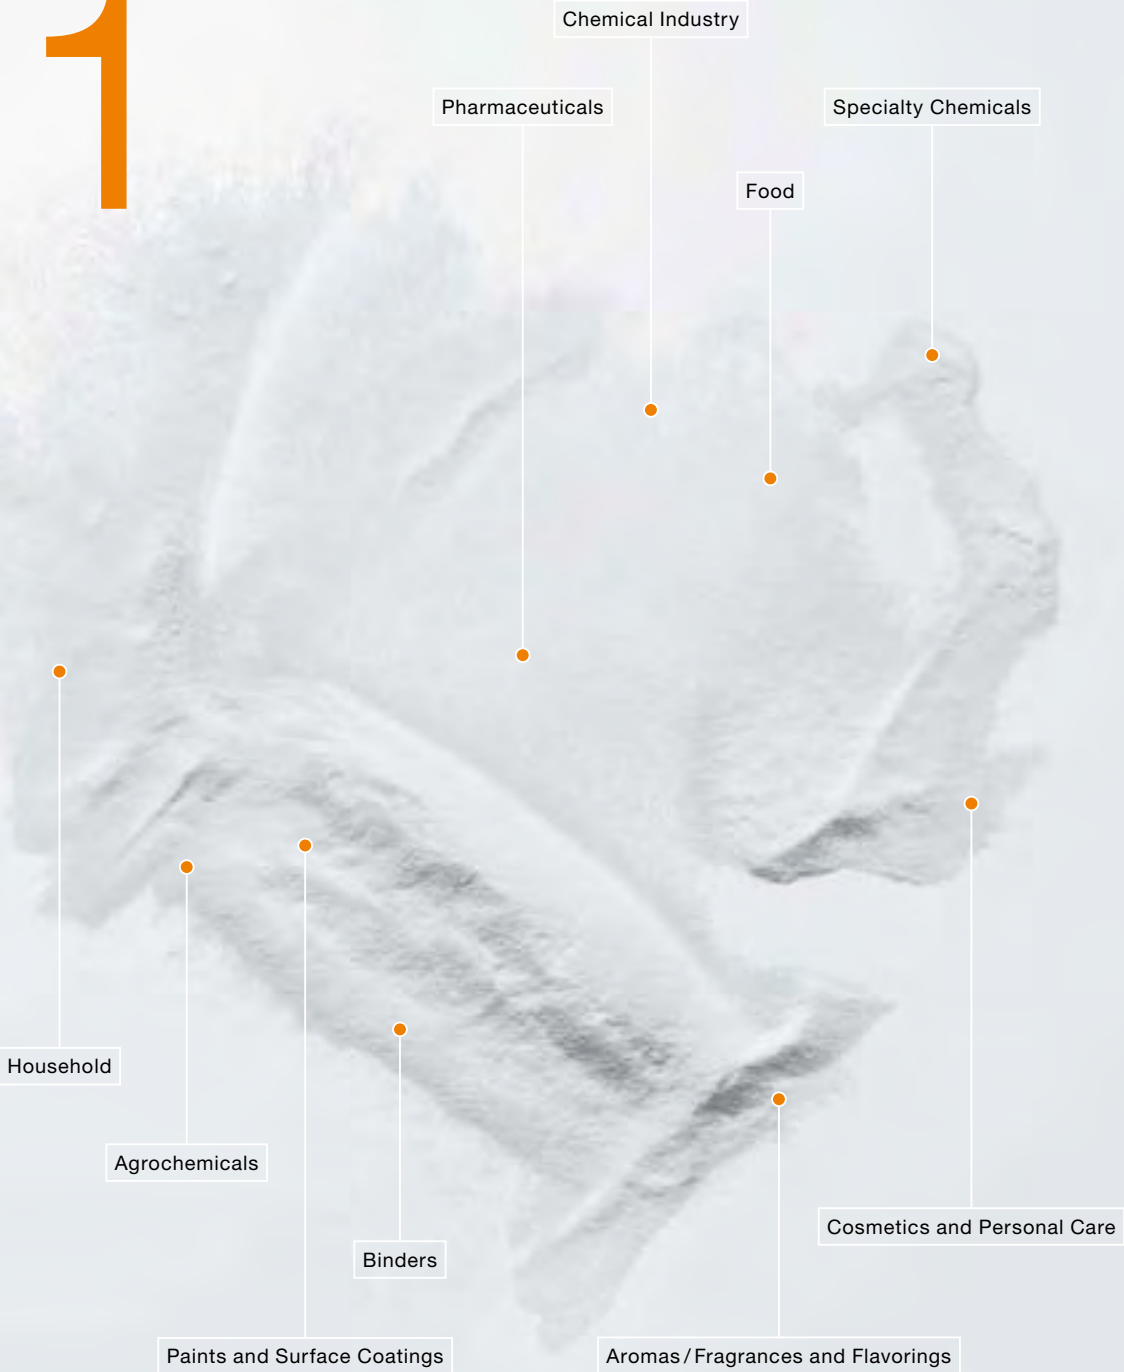 1
Chemical Industry
Pharmaceuticals
Specialty Chemicals
Food
Household
Agrochemicals
Cosmetics and Personal Care
Binders
Paints and Surface Coatings
Aromas/Fragrances and Flavorings